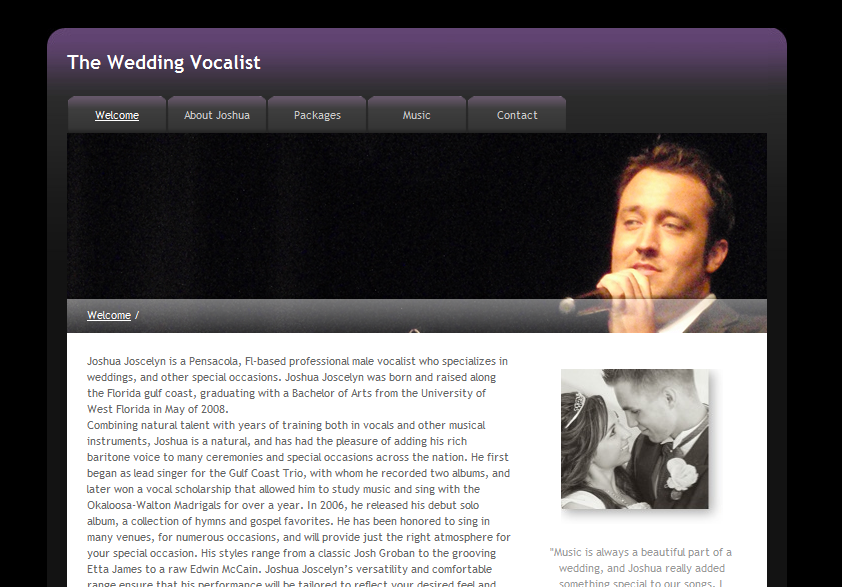 The Wedding Vocalist
Welcome About Joshua Packages Music Contact
Welcome /
Joshua Joscelyn is a Pensacola, Fl-based professional male vocalist who specializes in
weddings, and other special occasions. Joshua Joscelyn was born and raised along
the Florida gulf coast, graduating with a Bachelor of Arts from the University of
West Florida in May of 2008.
Combining natural talent with years of training both in vocals and other musical
instruments, Joshua is a natural, and has had the pleasure of adding his rich
baritone voice to many ceremonies and special occasions across the nation. He first
began as lead singer for the Gulf Coast Trio, with whom he recorded two albums, and
later won a vocal scholarship that allowed him to study music and sing with the
Okaloosa-Walton Madrigals for over a year. In 2006, he released his debut solo
album, a collection of hymns and gospel favorites. He has been honored to sing in
many venues, for numerous occasions, and will provide just the right atmosphere for
your special occasion. His styles range from a classic Josh Groban to the grooving
Etta James to a raw Edwin McCain. Joshua Joscelyn's versatility and comfortable
range ensure that his performance will be tailored to reflect your desired feel and
"Music is always a beautiful part of a
wedding, and Joshua really added
something special to our songs. I